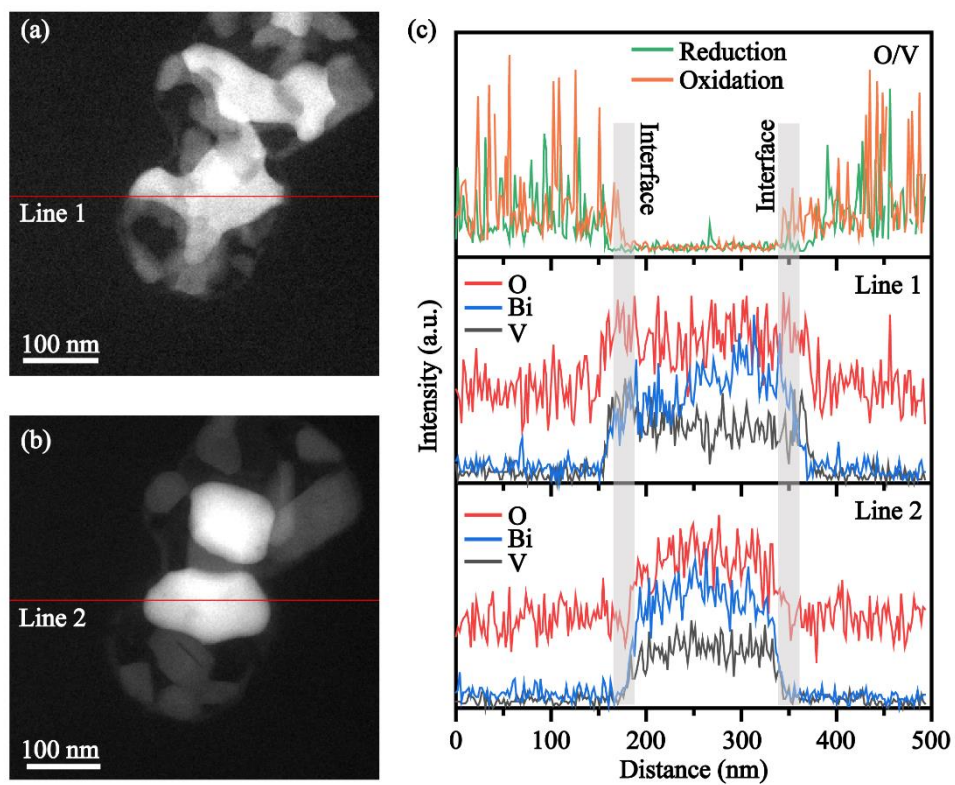 (a)
Line 1
100 nm
(b)
Line 2
100 nm
(c)
Reduction
Oxidation
O/V
Interface
Interface
O
Bi
V
Line 1
O
Bi
V
Line 2
Intensity (a.u.)
0 100 200 300 400 500
Distance (nm)